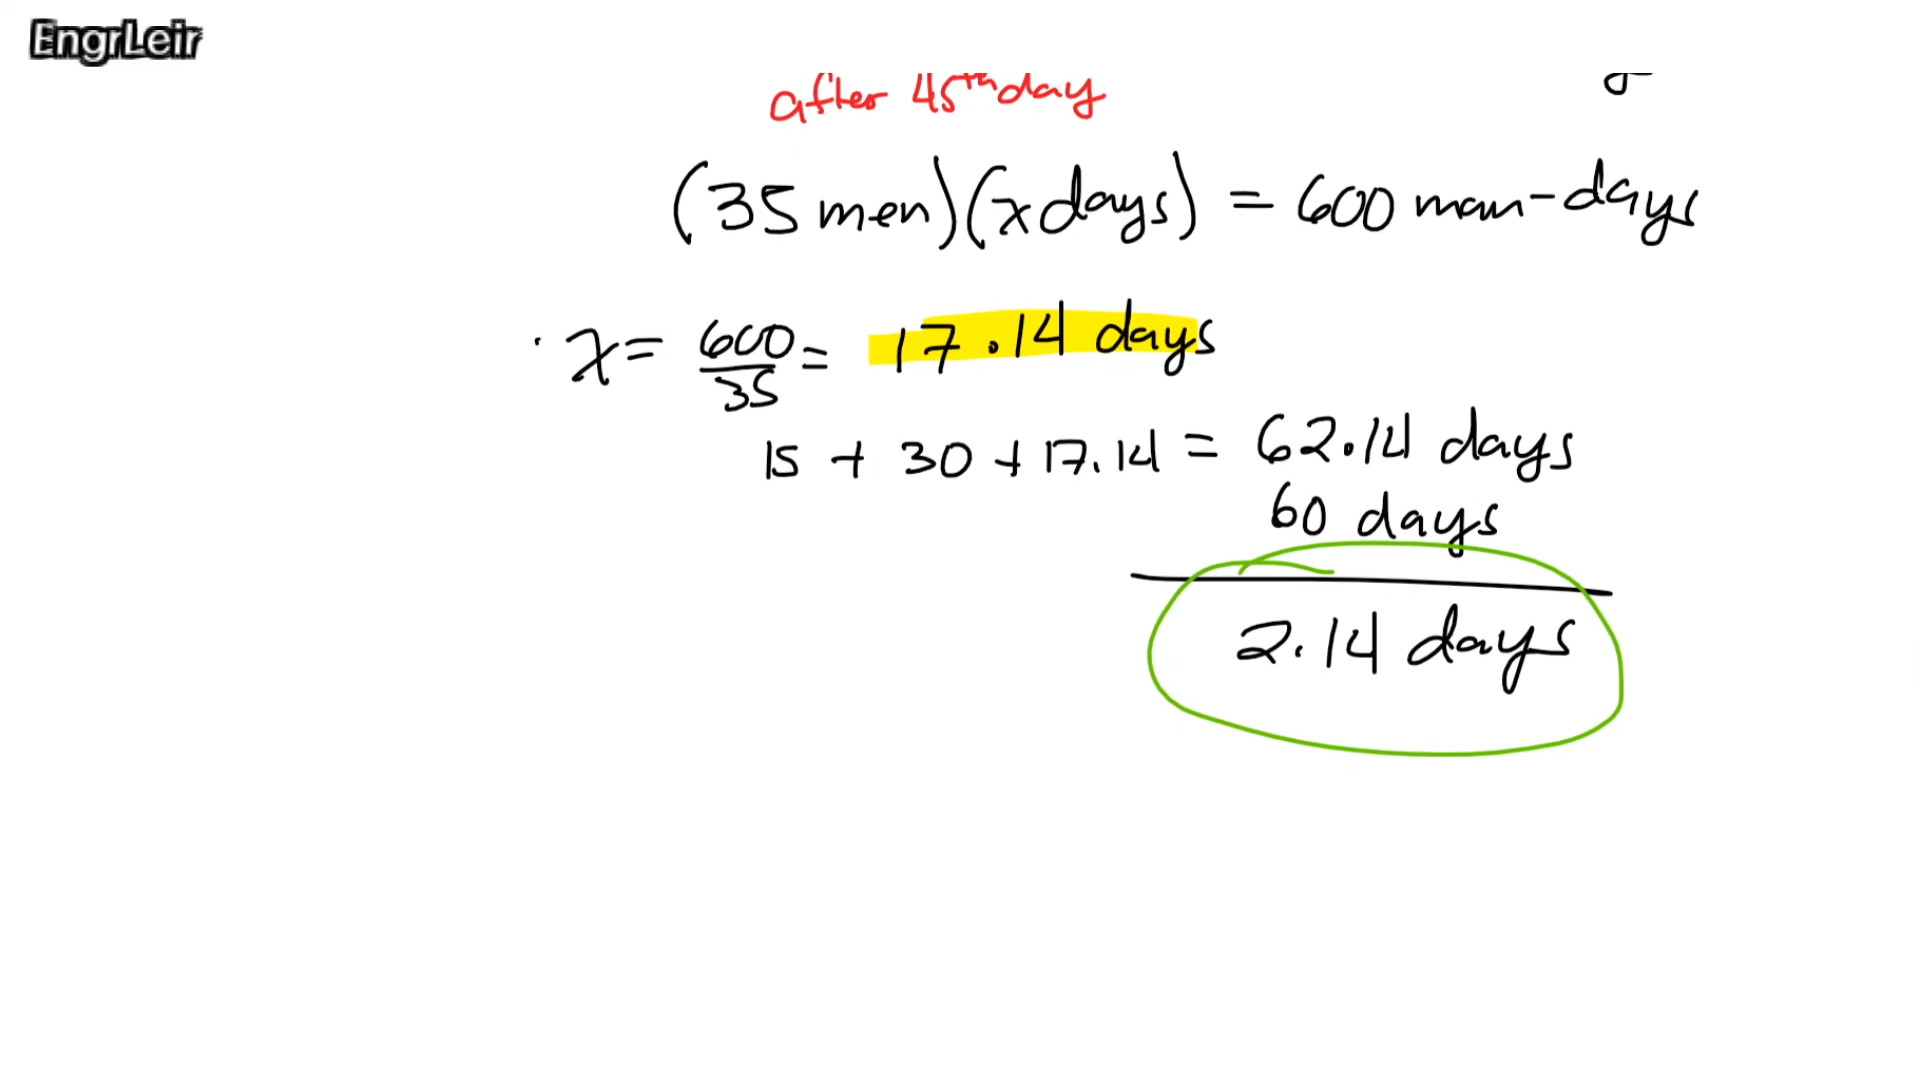 EngrLeir
after 45th day
(35 men)(x days) = 600 man-days
x = 600/35 = 17.14 days
15 + 30 + 17.14 = 62.14 days
60 days
2.14 days